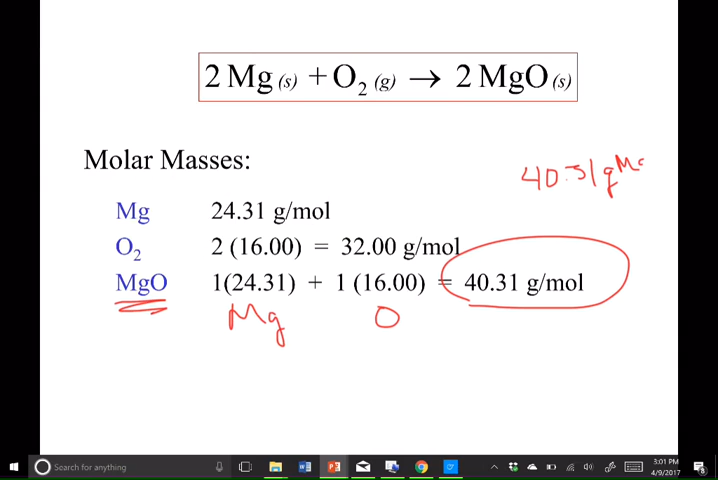 2 Mg (s) + O2 (g) → 2 MgO (s)
Molar Masses:
40.31 g
Mg 24.31 g/mol
O2 2 (16.00) = 32.00 g/mol
MgO 1(24.31) + 1 (16.00) = 40.31 g/mol
Mg O
Search for anything
3:01 PM
4/9/2017
8